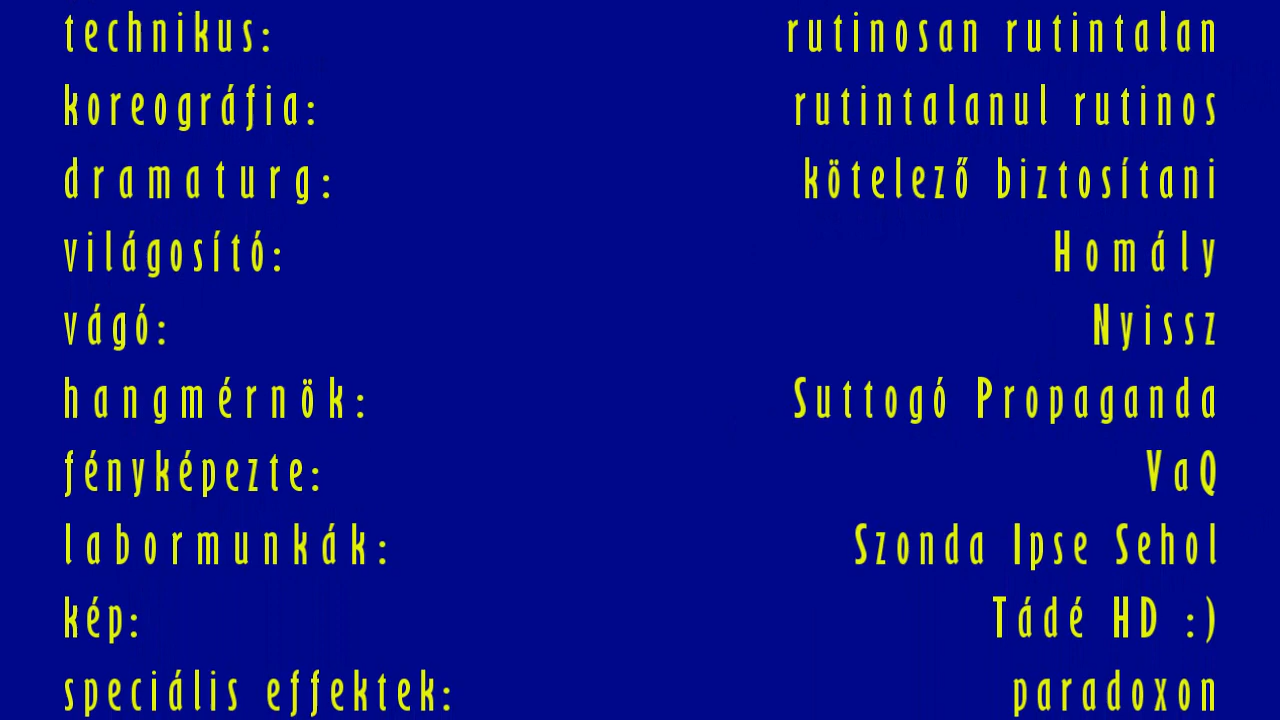 technikus: rutinosan rutintalan
koreográfia: rutintalanul rutinos
dramaturg: kötelező biztosítani
világosító: Homály
vágó: Nyissz
hangmérnök: Suttogó Propaganda
fényképezte: VaQ
labormunkák: Szonda Ipse Sehol
kép: Tádé HD :)
speciális effektek: paradoxon